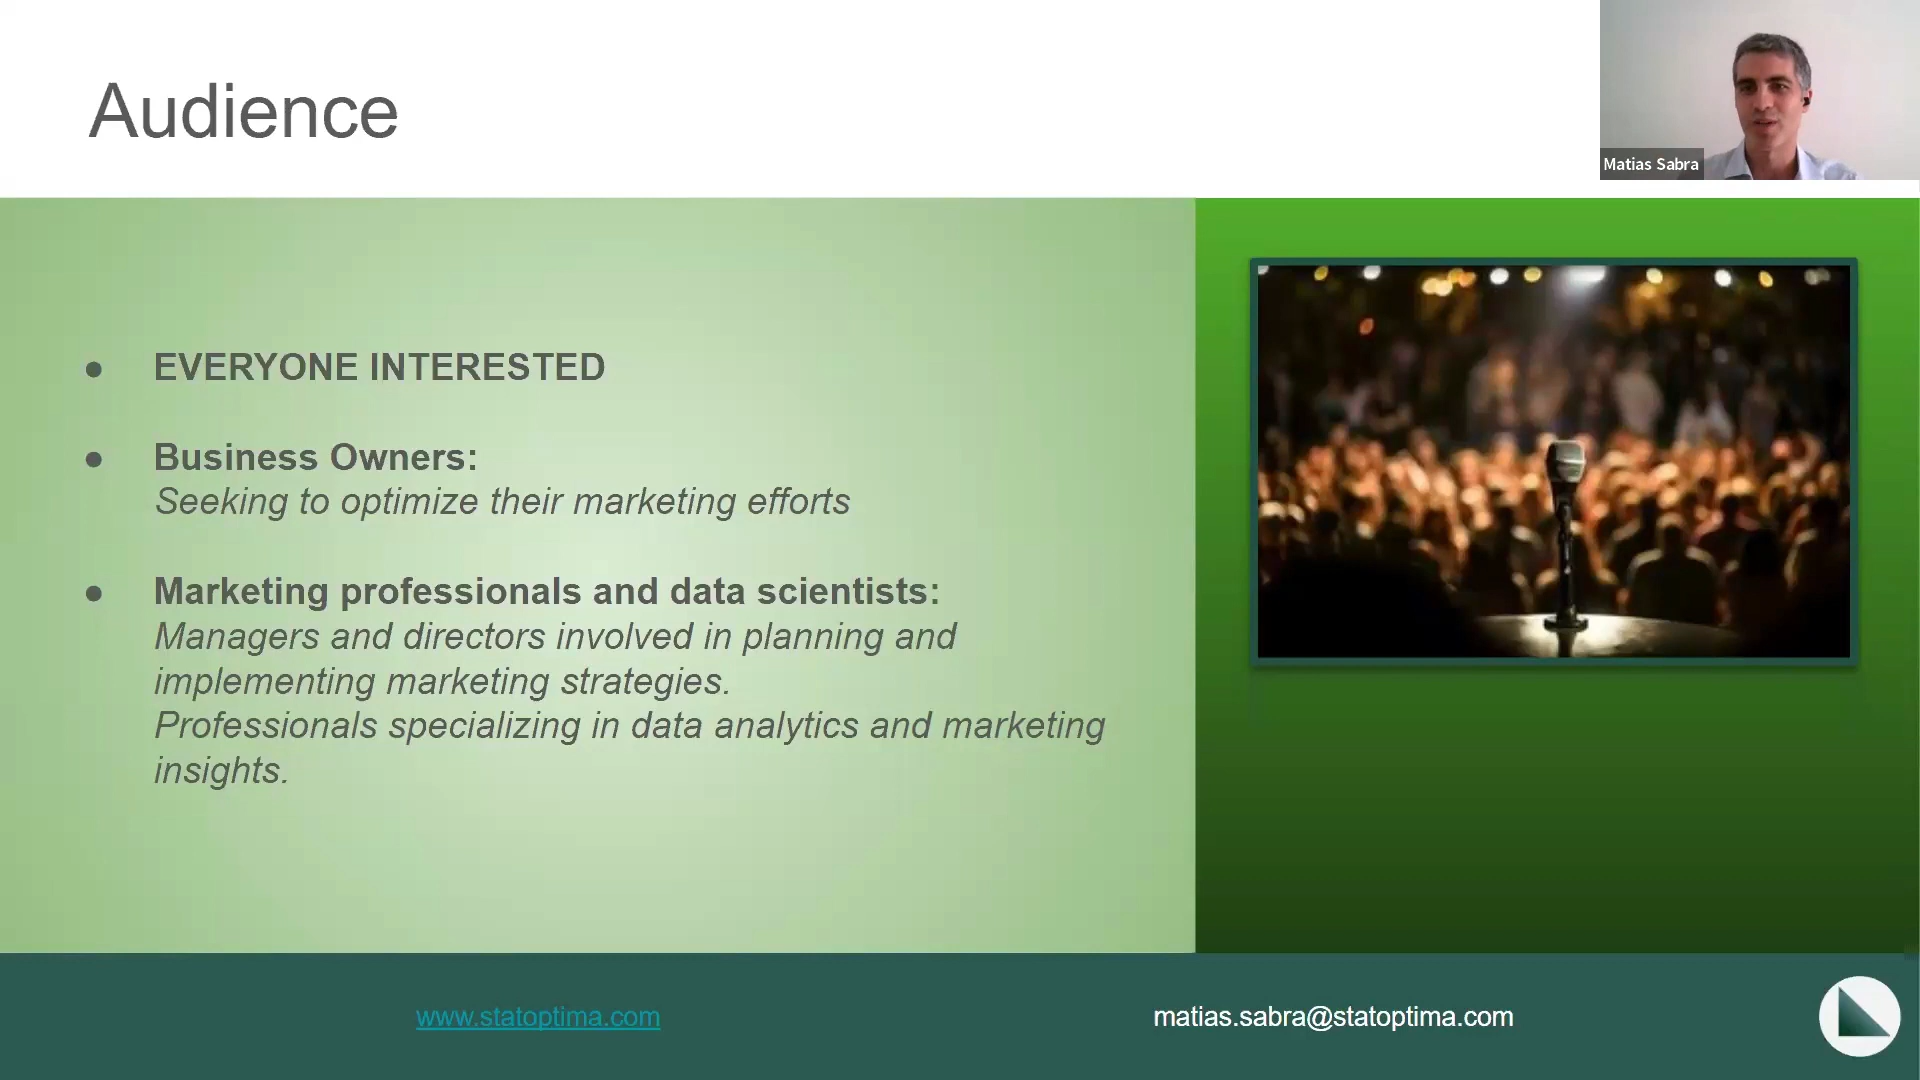 Audience
Matias Sabra
● EVERYONE INTERESTED
● Business Owners:
Seeking to optimize their marketing efforts
● Marketing professionals and data scientists:
Managers and directors involved in planning and
implementing marketing strategies.
Professionals specializing in data analytics and marketing
insights.
www.statoptima.com
matias.sabra@statoptima.com